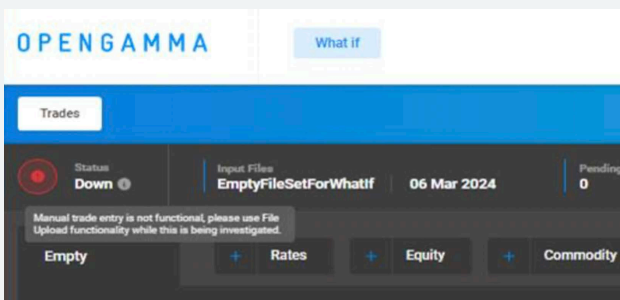 OPENGAMMA
What if
Trades
Status
Down
Input Files
EmptyFileSetForWhatIf 06 Mar 2024
Pending
0
Manual trade entry is not functional, please use File
Upload functionality while this is being investigated.
Empty
+ Rates + Equity + Commodity